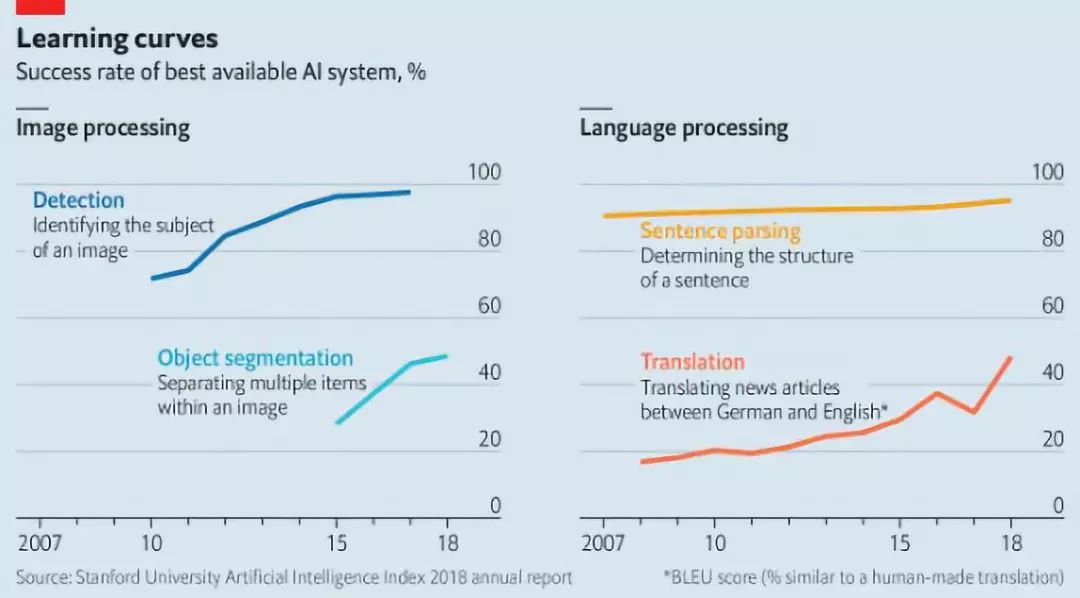 Learning curves
Success rate of best available AI system, %
Image processing
100
Detection
Identifying the subject
of an image
80
60
Object segmentation
Separating multiple items
within an image
40
20
0
2007 10 15 18
Language processing
100
Sentence parsing
Determining the structure
of a sentence
80
60
Translation
Translating news articles
between German and English*
40
20
0
2007 10 15 18
Source: Stanford University Artificial Intelligence Index 2018 annual report
*BLEU score (% similar to a human-made translation)